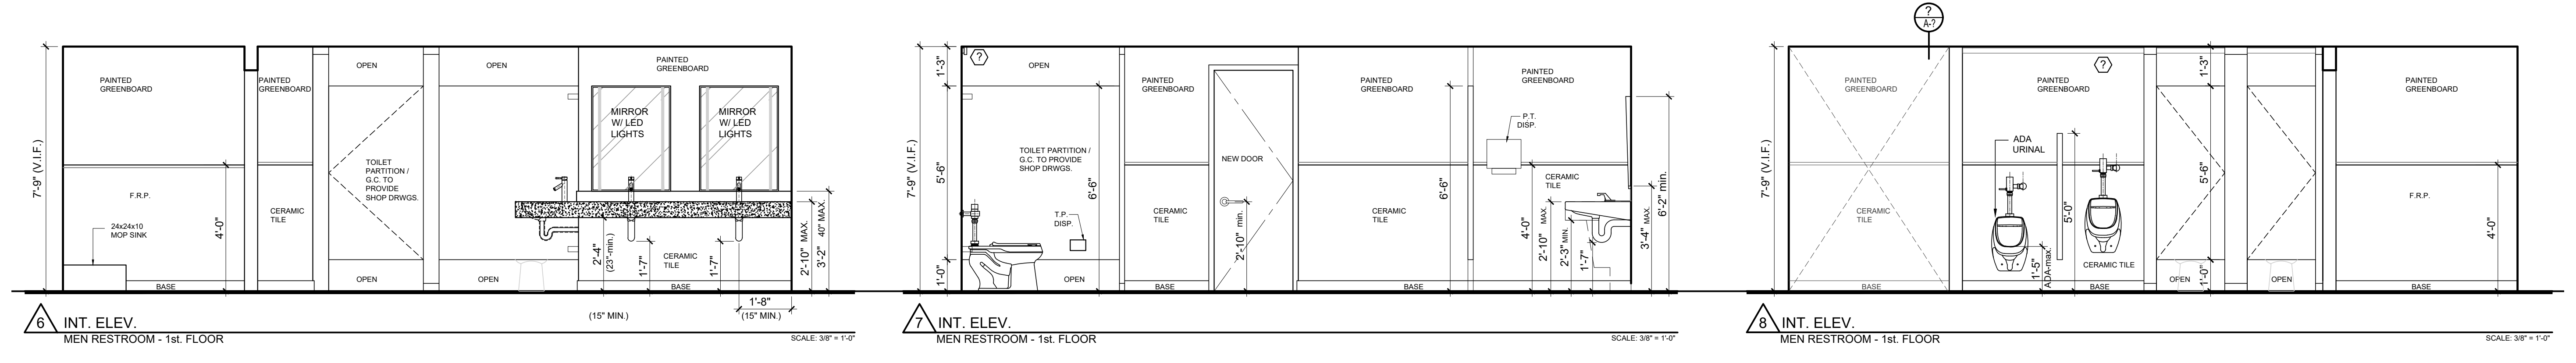 7'-9" (V.I.F.)
PAINTED
GREENBOARD
F.R.P.
24x24x10
MOP SINK
4'-0"
BASE
PAINTED
GREENBOARD
CERAMIC
TILE
OPEN
TOILET
PARTITION /
G.C. TO
PROVIDE
SHOP DRWGS.
OPEN
OPEN
OPEN
PAINTED
GREENBOARD
MIRROR
W/ LED
LIGHTS
MIRROR
W/ LED
LIGHTS
2'-4"
(23"-min.)
1'-7"
CERAMIC
TILE
1'-7"
BASE
2'-10" MAX.
3'-2" 40" MAX.
1'-8"
(15" MIN.)
(15" MIN.)
6
INT. ELEV.
MEN RESTROOM - 1st. FLOOR
SCALE: 3/8" = 1'-0"
7'-9" (V.I.F.)
1'-3"
5'-6"
1'-0"
?
OPEN
TOILET PARTITION /
G.C. TO PROVIDE
SHOP DRWGS.
T.P.
DISP.
OPEN
6'-6"
PAINTED
GREENBOARD
CERAMIC
TILE
BASE
NEW DOOR
2'-10" min.
PAINTED
GREENBOARD
CERAMIC
TILE
BASE
6'-6"
PAINTED
GREENBOARD
P.T.
DISP.
CERAMIC
TILE
4'-0"
2'-10" MAX.
2'-3" MIN.
1'-7"
3'-4" MAX.
6'-2" min.
7
INT. ELEV.
MEN RESTROOM - 1st. FLOOR
SCALE: 3/8" = 1'-0"
?
A-?
7'-9" (V.I.F.)
PAINTED
GREENBOARD
CERAMIC
TILE
BASE
PAINTED
GREENBOARD
?
ADA
URINAL
1'-5"
ADA-max.
5'-0"
CERAMIC TILE
BASE
1'-3"
5'-6"
1'-0"
OPEN
OPEN
PAINTED
GREENBOARD
F.R.P.
4'-0"
BASE
8
INT. ELEV.
MEN RESTROOM - 1st. FLOOR
SCALE: 3/8" = 1'-0"